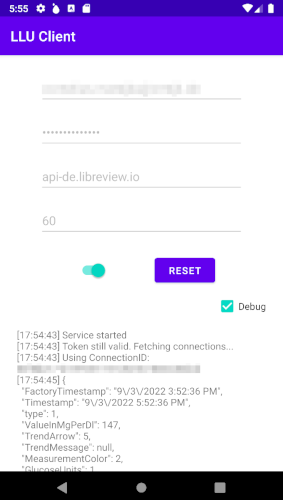 5:55
LLU Client
••••••••••••••
api-de.libreview.io
60
RESET
Debug
[17:54:43] Service started
[17:54:43] Token still valid. Fetching connections...
[17:54:43] Using ConnectionID:
[17:54:45] {
"FactoryTimestamp": "9\/3\/2022 3:52:36 PM",
"Timestamp": "9\/3\/2022 5:52:36 PM",
"type": 1,
"ValueInMgPerDl": 147,
"TrendArrow": 5,
"TrendMessage": null,
"MeasurementColor": 2,
"GlucoseUnits": 1,